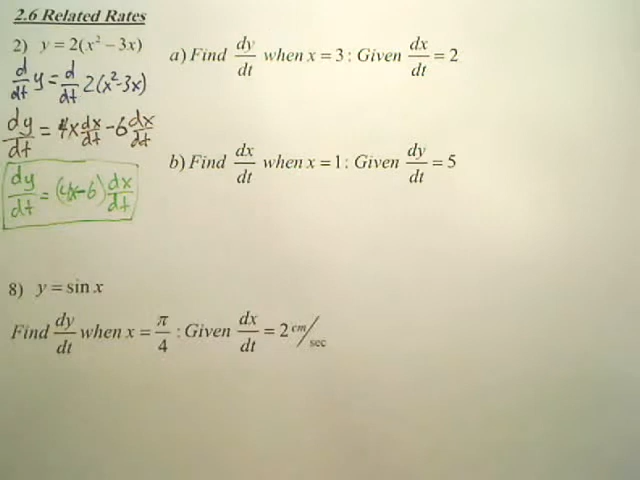 2.6 Related Rates
2) y = 2(x² − 3x)
d/dt y = d/dt 2(x² - 3x)
dy/dt = 4x dx/dt - 6 dx/dt
dy/dt = (4x - 6) dx/dt
a) Find dy/dt when x = 3 : Given dx/dt = 2
b) Find dx/dt when x = 1 : Given dy/dt = 5
8) y = sin x
Find dy/dt when x = π/4 : Given dx/dt = 2 cm/sec